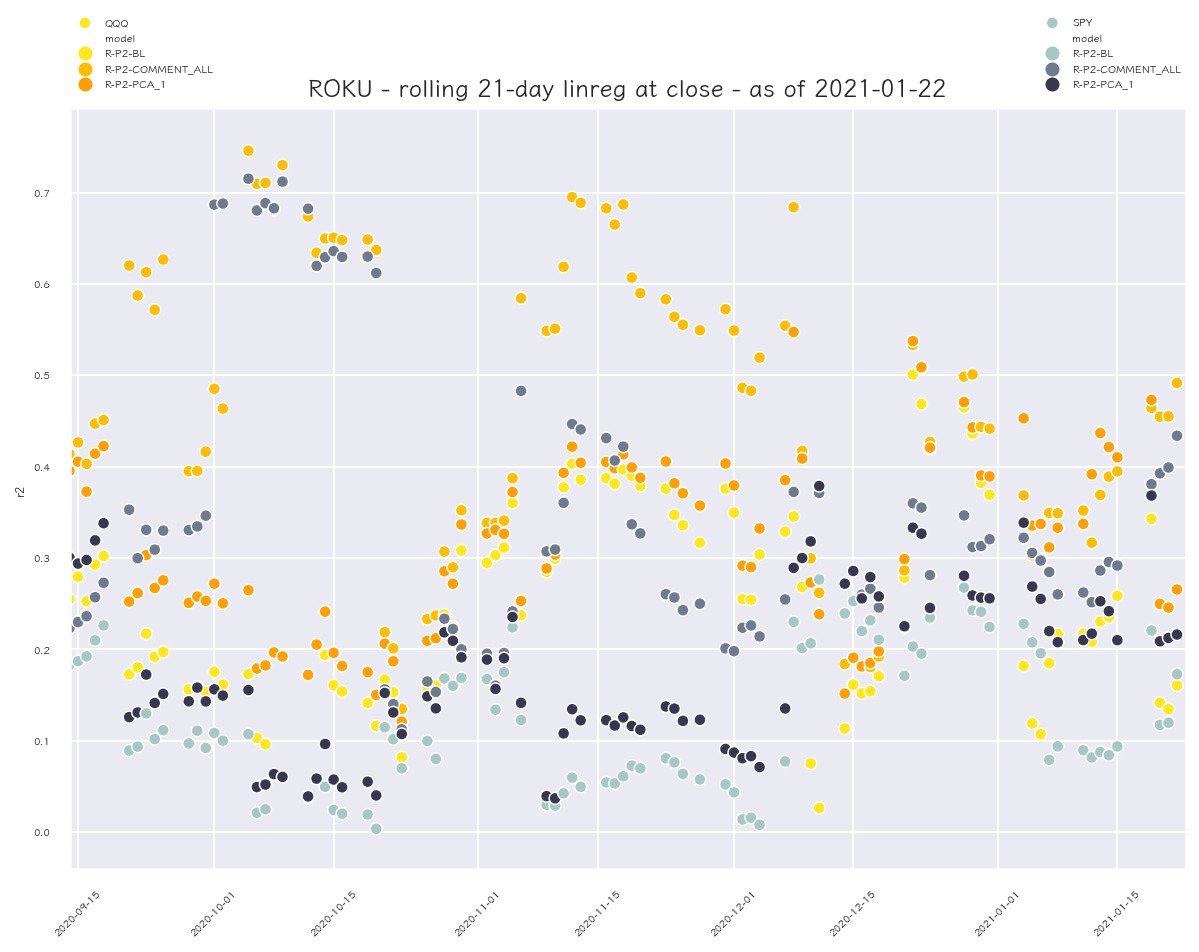 QQQ
model
R-P2-BL
R-P2-COMMENT_ALL
R-P2-PCA_1
SPY
model
R-P2-BL
R-P2-COMMENT_ALL
R-P2-PCA_1
ROKU - rolling 21-day linreg at close - as of 2021-01-22
0.7
0.6
0.5
0.4
0.3
0.2
0.1
0.0
r2
2020-09-15
2020-10-01
2020-10-15
2020-11-01
2020-11-15
2020-12-01
2020-12-15
2021-01-01
2021-01-15